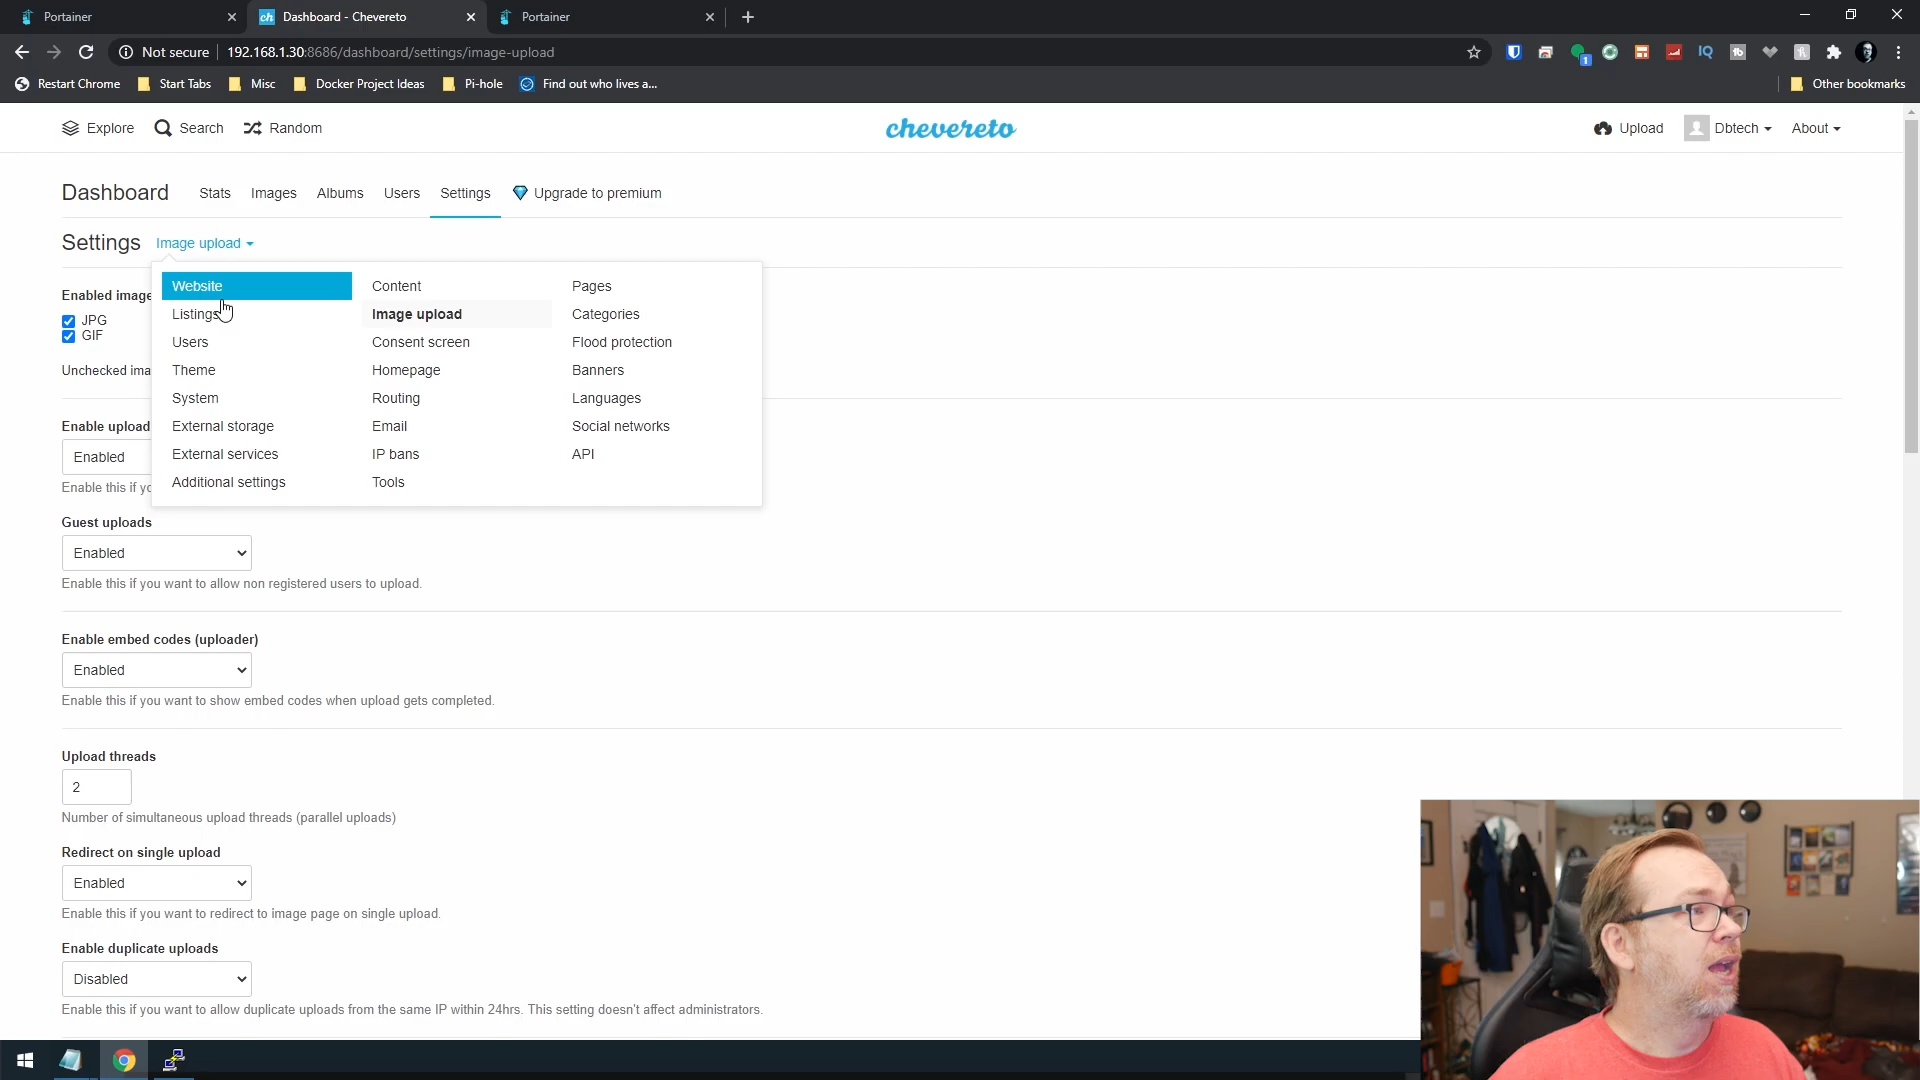 Portainer
Dashboard - Chevereto
Portainer
Not secure
192.168.1.30:8686/dashboard/settings/image-upload
Restart Chrome
Start Tabs
Misc
Docker Project Ideas
Pi-hole
Find out who lives a...
Other bookmarks
Explore
Search
Random
chevereto
Upload
Dbtech
About
Dashboard
Stats
Images
Albums
Users
Settings
Upgrade to premium
Settings
Image upload
Website
Content
Pages
Enabled image
Listings
Image upload
Categories
JPG
GIF
Users
Consent screen
Flood protection
Unchecked ima
Theme
Homepage
Banners
System
Routing
Languages
Enable upload
External storage
Email
Social networks
Enabled
External services
IP bans
API
Enable this if yo
Additional settings
Tools
Guest uploads
Enabled
Enable this if you want to allow non registered users to upload.
Enable embed codes (uploader)
Enabled
Enable this if you want to show embed codes when upload gets completed.
Upload threads
2
Number of simultaneous upload threads (parallel uploads)
Redirect on single upload
Enabled
Enable this if you want to redirect to image page on single upload.
Enable duplicate uploads
Disabled
Enable this if you want to allow duplicate uploads from the same IP within 24hrs. This setting doesn't affect administrators.